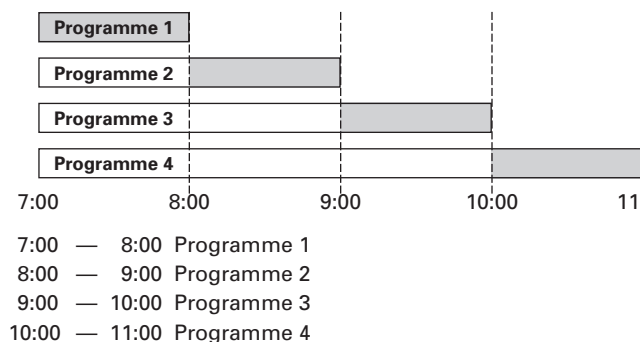 Programme 1
Programme 2
Programme 3
Programme 4
7:00 8:00 9:00 10:00 11
7:00 — 8:00 Programme 1
8:00 — 9:00 Programme 2
9:00 — 10:00 Programme 3
10:00 — 11:00 Programme 4